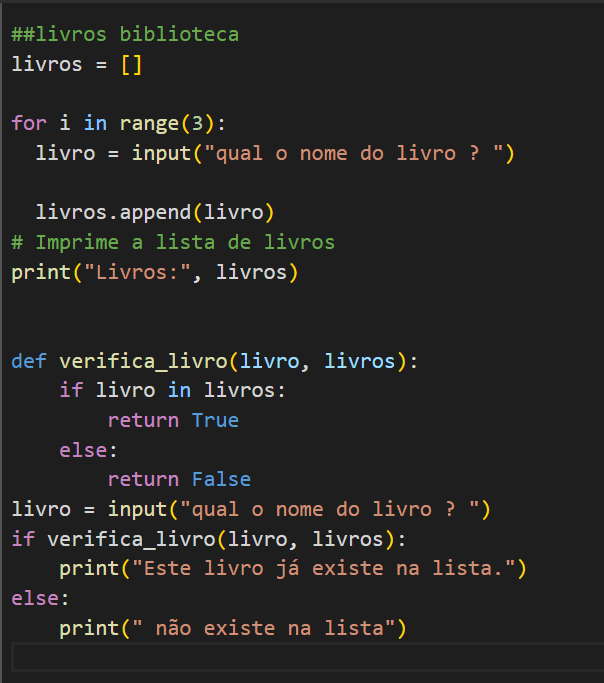 ##livros biblioteca
livros = []
for i in range(3):
  livro = input("qual o nome do livro ? ")
  livros.append(livro)
# Imprime a lista de livros
print("Livros:", livros)
def verifica_livro(livro, livros):
    if livro in livros:
        return True
    else:
        return False
livro = input("qual o nome do livro ? ")
if verifica_livro(livro, livros):
    print("Este livro já existe na lista.")
else:
    print(" não existe na lista")